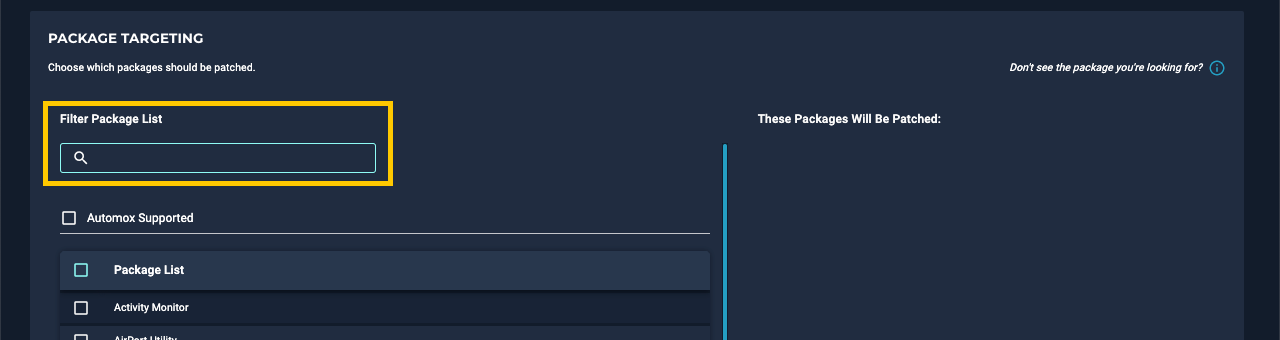 PACKAGE TARGETING
Choose which packages should be patched.
Don't see the package you're looking for?
Filter Package List
These Packages Will Be Patched:
Automox Supported
Package List
Activity Monitor
AirPort Utility